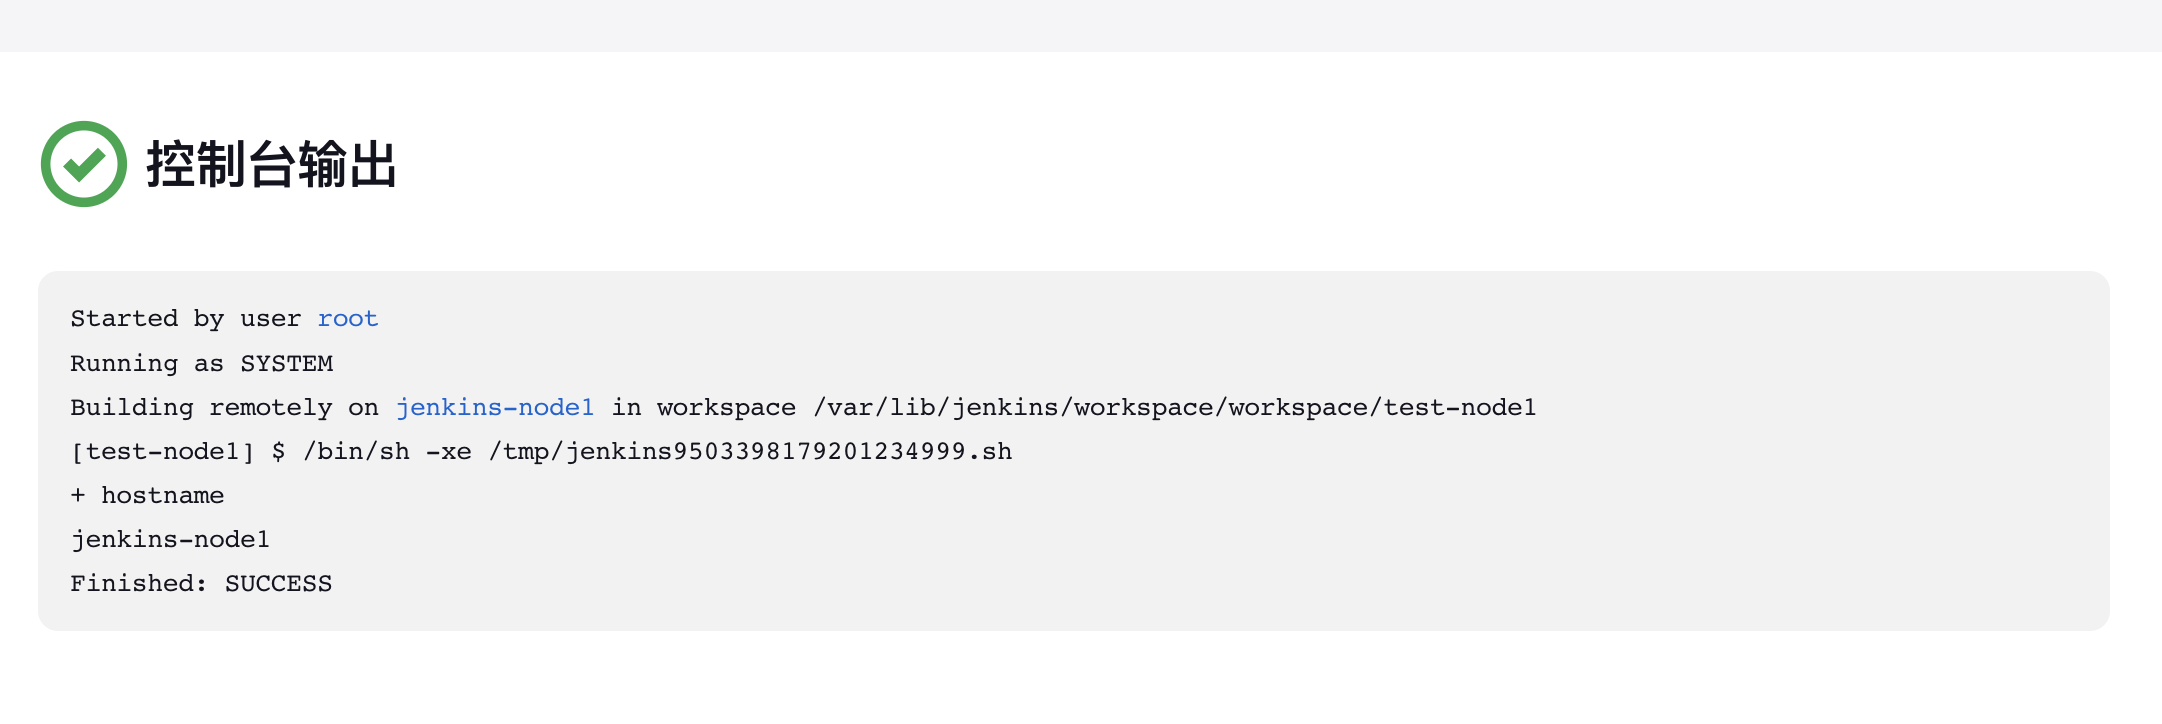 控制台输出
Started by user root
Running as SYSTEM
Building remotely on jenkins-node1 in workspace /var/lib/jenkins/workspace/workspace/test-node1
[test-node1] $ /bin/sh -xe /tmp/jenkins9503398179201234999.sh
+ hostname
jenkins-node1
Finished: SUCCESS